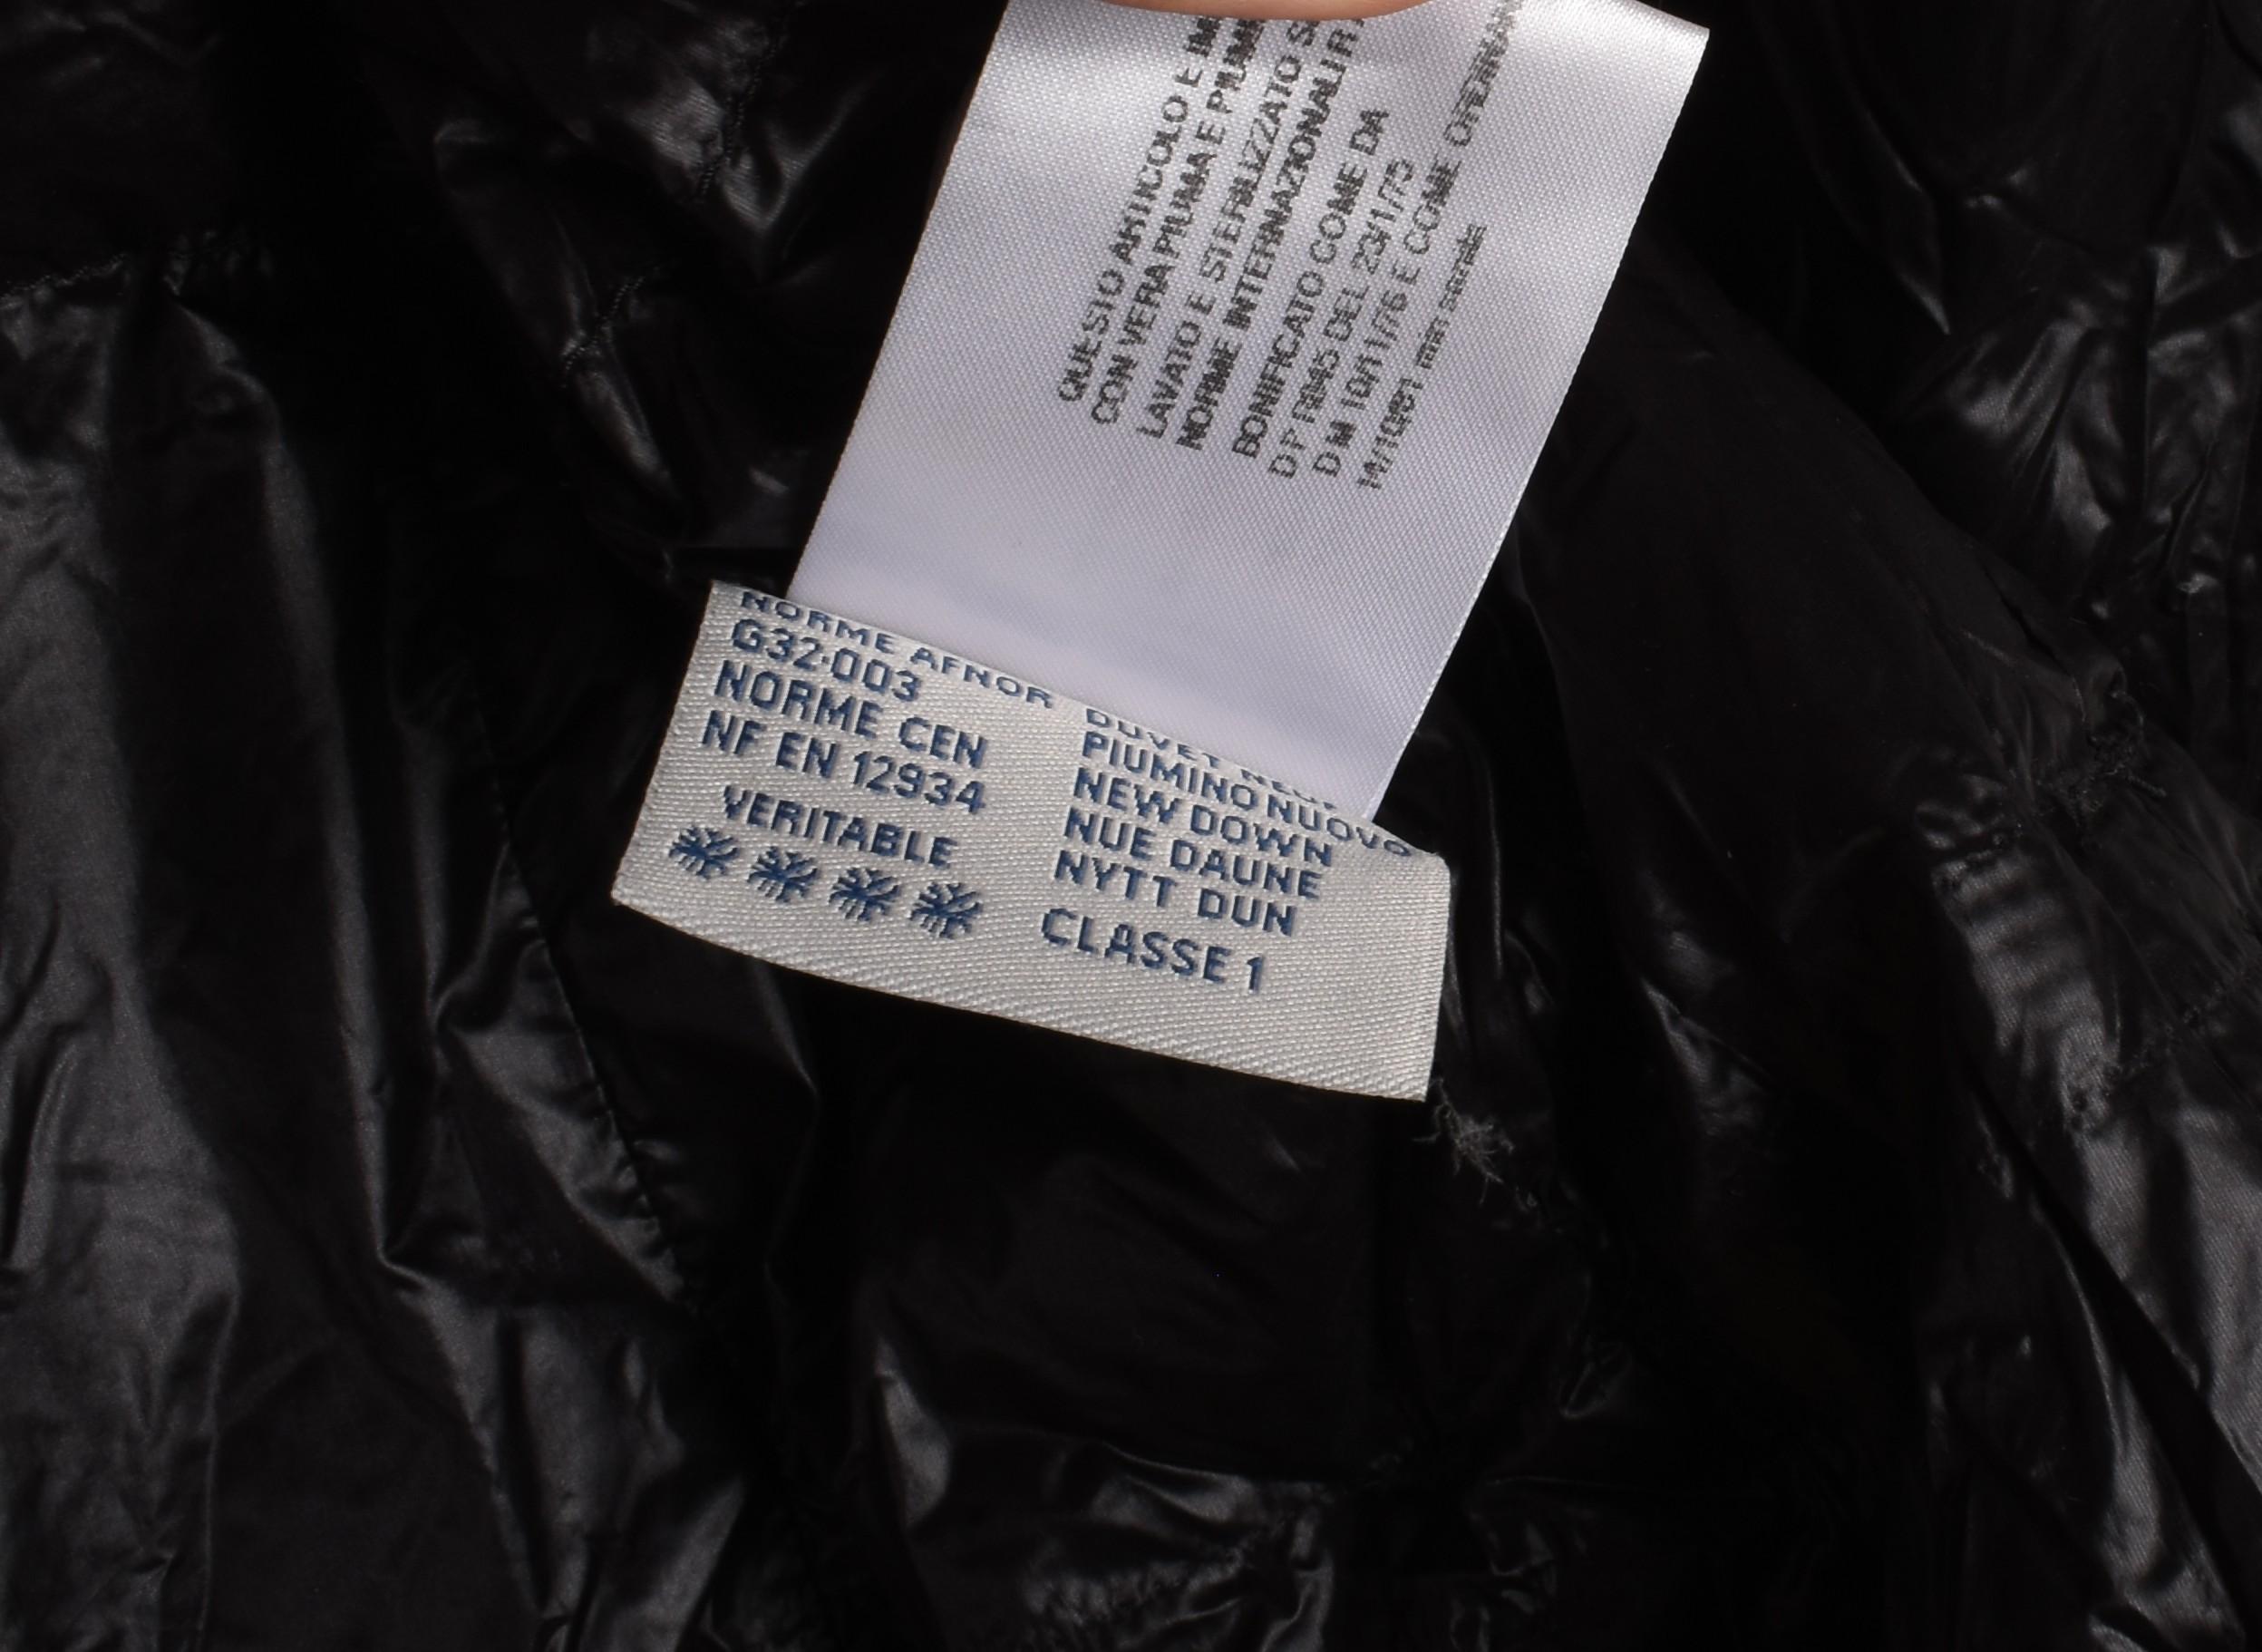 QUESTO ARTICOLO E
CON VERA PIUMA E
LAVATO E STERILIZZATO
NORME INTERNAZIONALI
BONIFICATO COME DA
DEL 23/1/75
D M 10/11/76 E COME
NORME AFNOR
G32·003
NORME CEN
NF EN 12934
VERITABLE
DUVET NEUF
PIUMINO NUOVO
NEW DOWN
NUE DAUNE
NYTT DUN
CLASSE 1